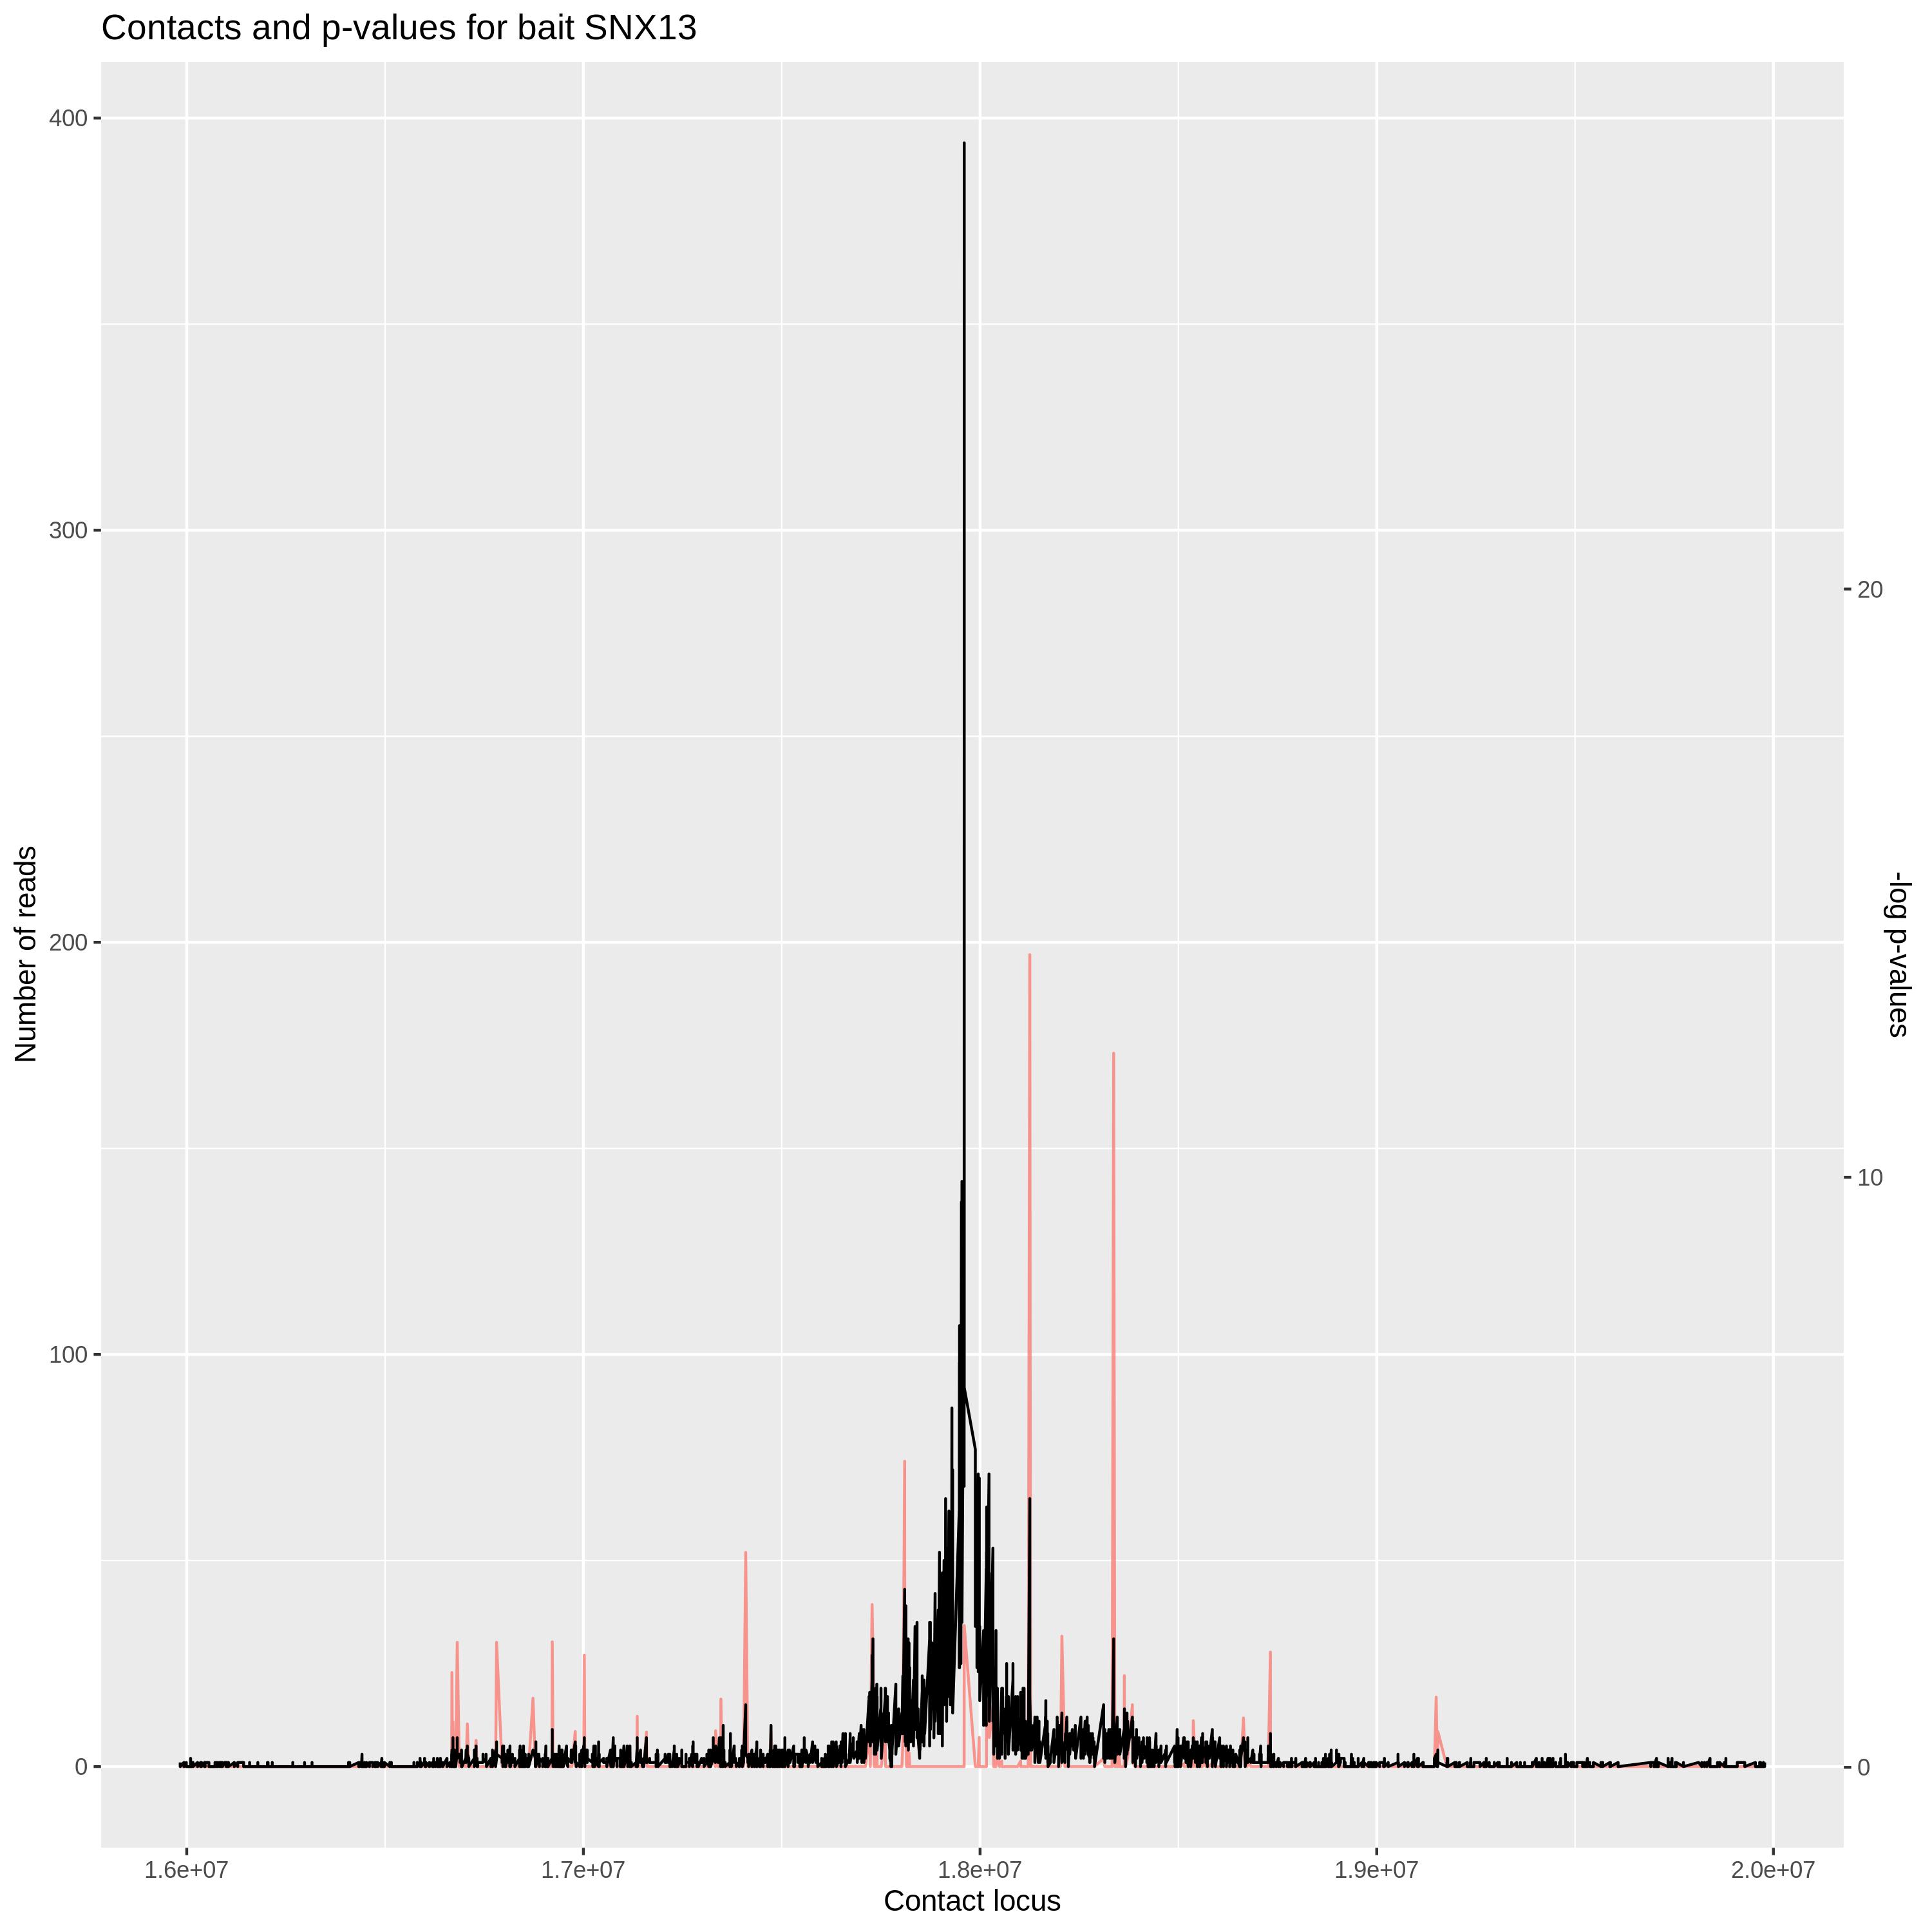 Contacts and p-values for bait SNX13
400
300
200
100
0
Number of reads
20
10
0
-log p-values
1.6e+07
1.7e+07
1.8e+07
1.9e+07
2.0e+07
Contact locus